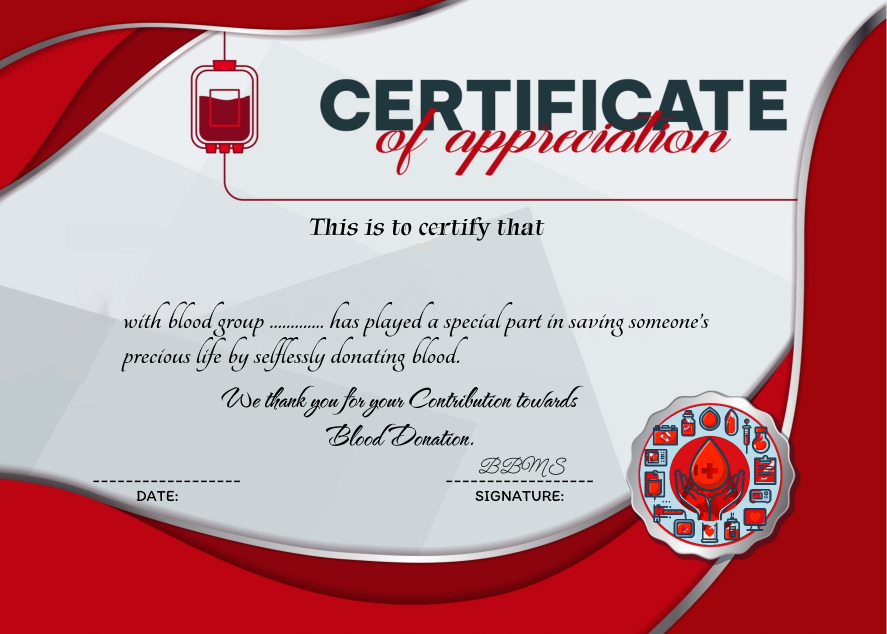 CERTIFICATE
of appreciation
This is to certify that
with blood group ............. has played a special part in saving someone's
precious life by selflessly donating blood.
We thank you for your Contribution towards
Blood Donation.
BBMS
DATE:
SIGNATURE: